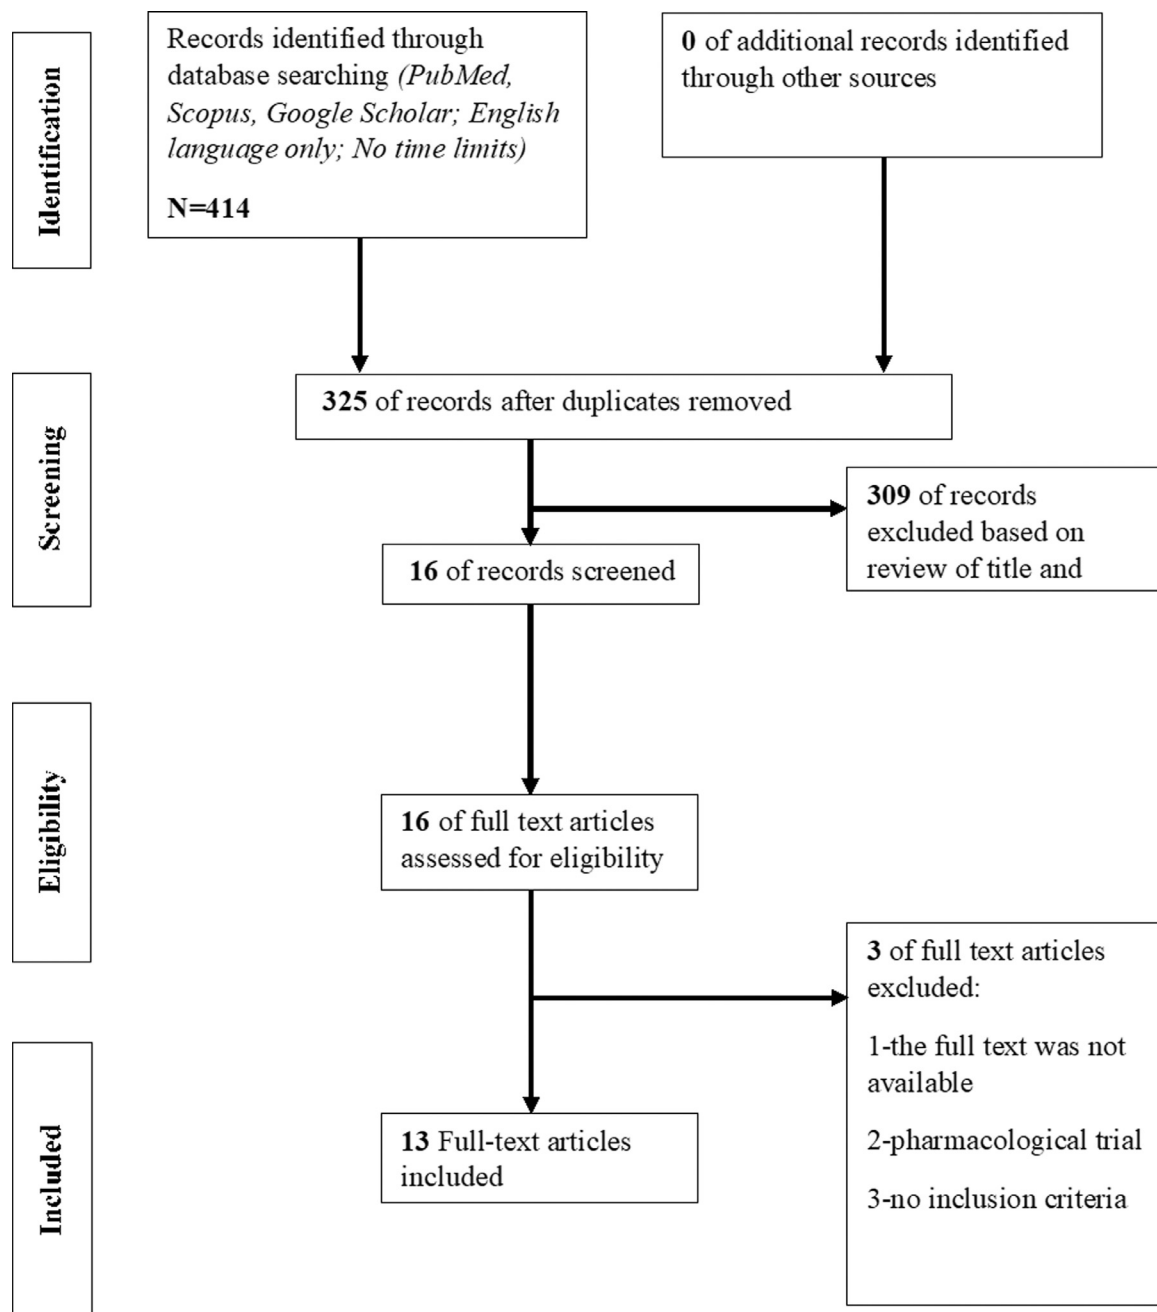 Identification
Records identified through
database searching (PubMed,
Scopus, Google Scholar; English
language only; No time limits)
N=414
0 of additional records identified
through other sources
Screening
325 of records after duplicates removed
309 of records
excluded based on
review of title and
16 of records screened
Eligibility
16 of full text articles
assessed for eligibility
3 of full text articles
excluded:
1-the full text was not
available
2-pharmacological trial
3-no inclusion criteria
Included
13 Full-text articles
included